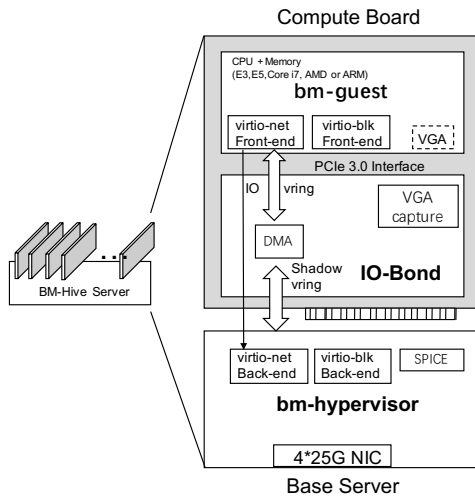 Compute Board
CPU + Memory
(E3,E5,Core i7, AMD or ARM)
bm-guest
virtio-net
Front-end
virtio-blk
Front-end
VGA
PCIe 3.0 Interface
IO
vring
VGA
capture
DMA
Shadow
vring
IO-Bond
BM-Hive Server
virtio-net
Back-end
virtio-blk
Back-end
SPICE
bm-hypervisor
4*25G NIC
Base Server